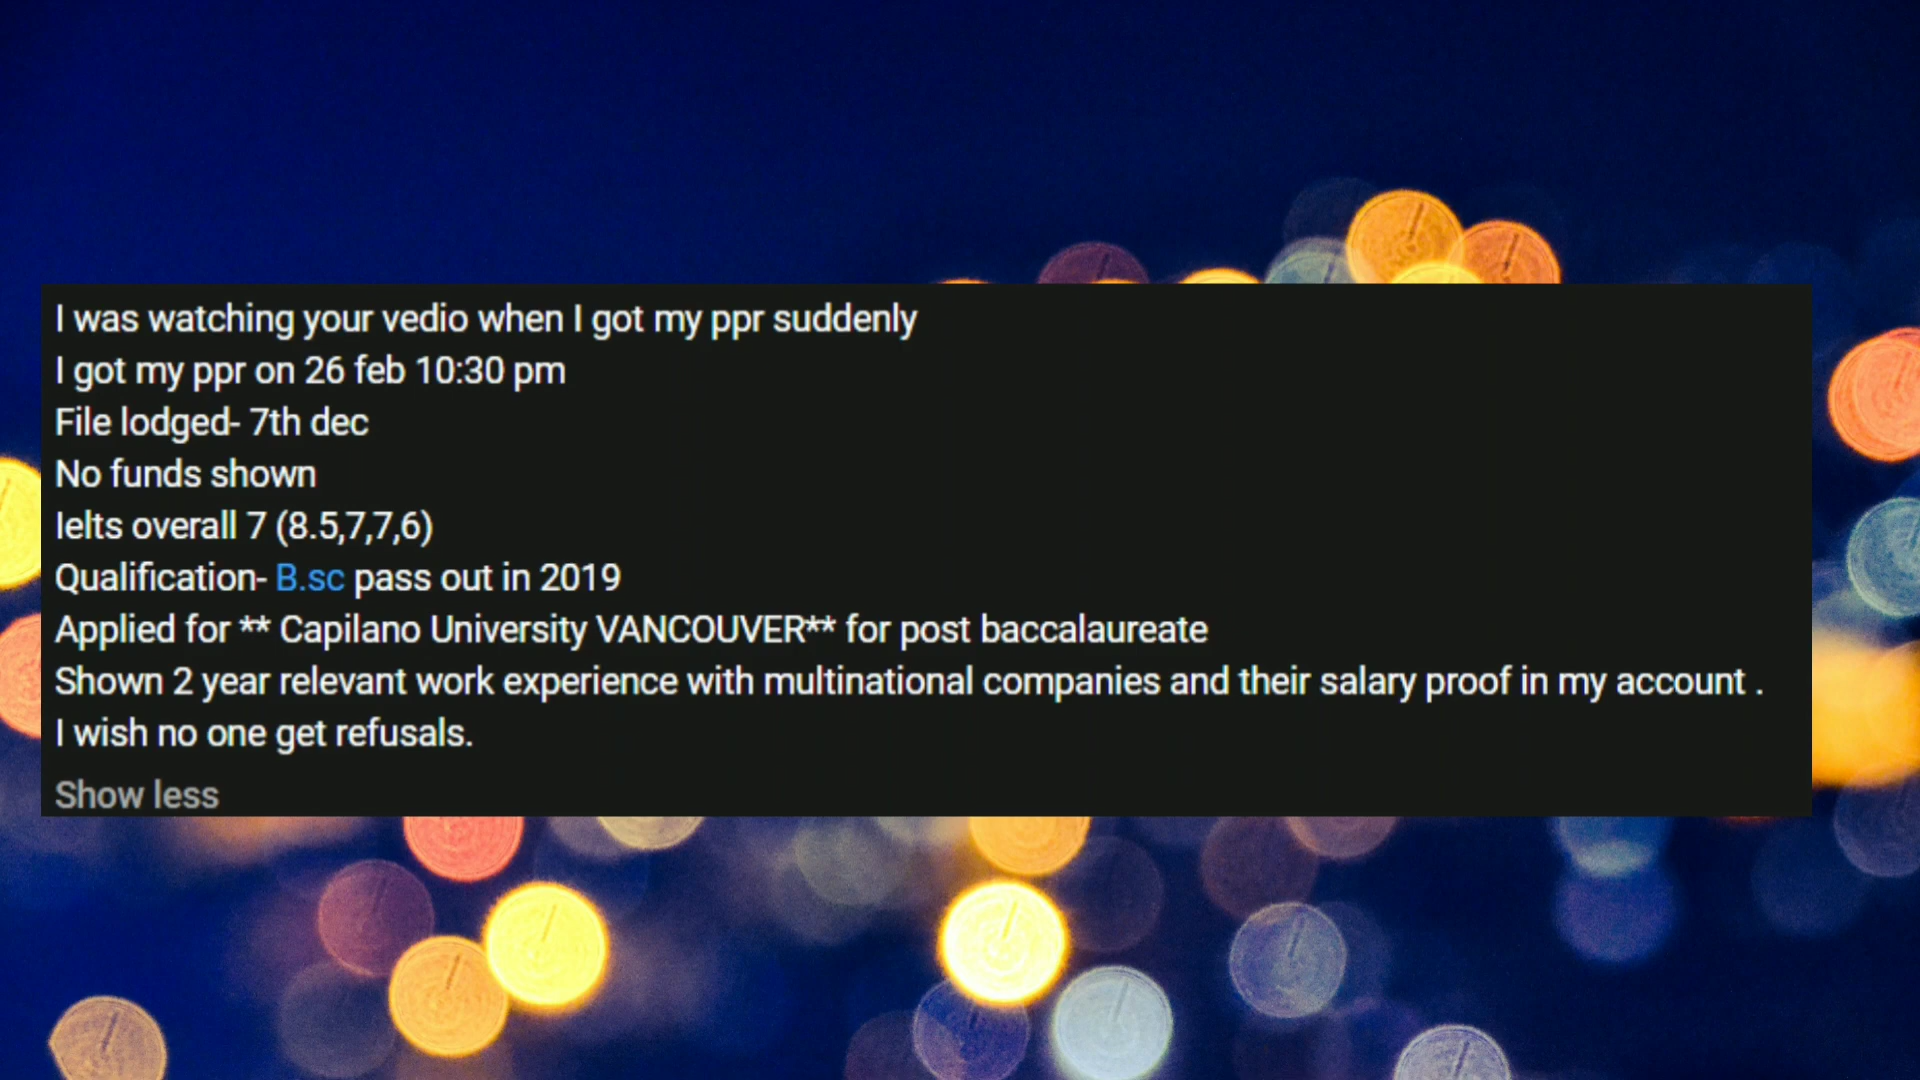 I was watching your vedio when I got my ppr suddenly
I got my ppr on 26 feb 10:30 pm
File lodged- 7th dec
No funds shown
Ielts overall 7 (8.5,7,7,6)
Qualification- B.sc pass out in 2019
Applied for ** Capilano University VANCOUVER** for post baccalaureate
Shown 2 year relevant work experience with multinational companies and their salary proof in my account .
I wish no one get refusals.
Show less